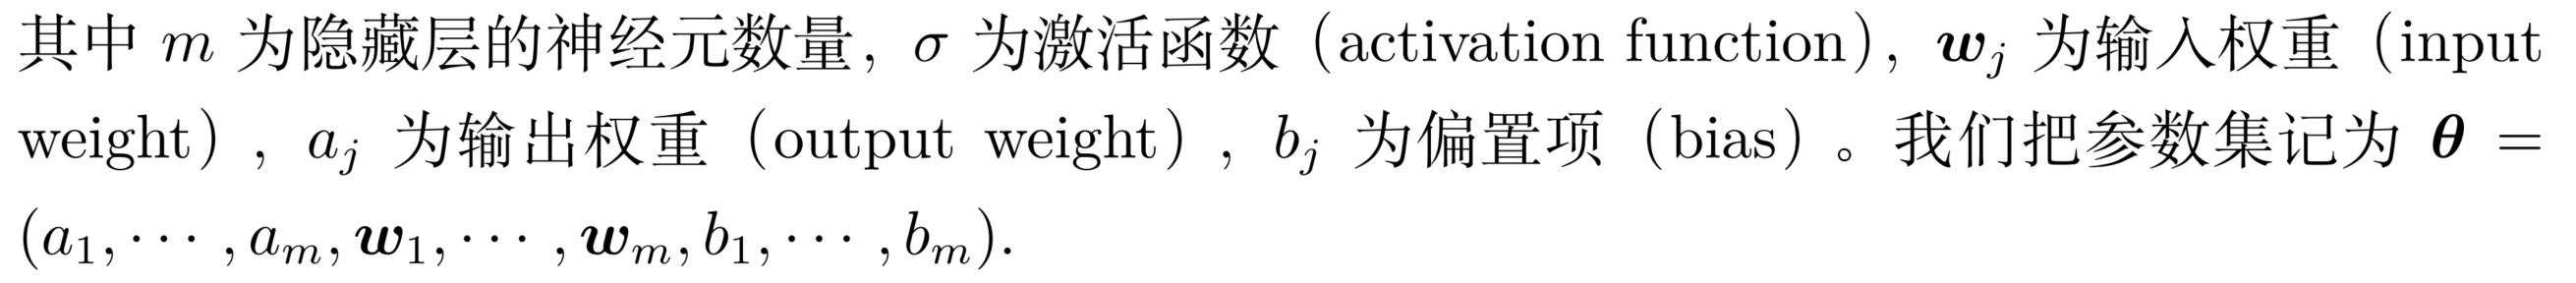 其中 m 为隐藏层的神经元数量，σ 为激活函数（activation function），w_j 为输入权重（input
weight），a_j 为输出权重（output weight），b_j 为偏置项（bias）。我们把参数集记为 θ =
(a_1, ⋯ , a_m, w_1, ⋯ , w_m, b_1, ⋯ , b_m).